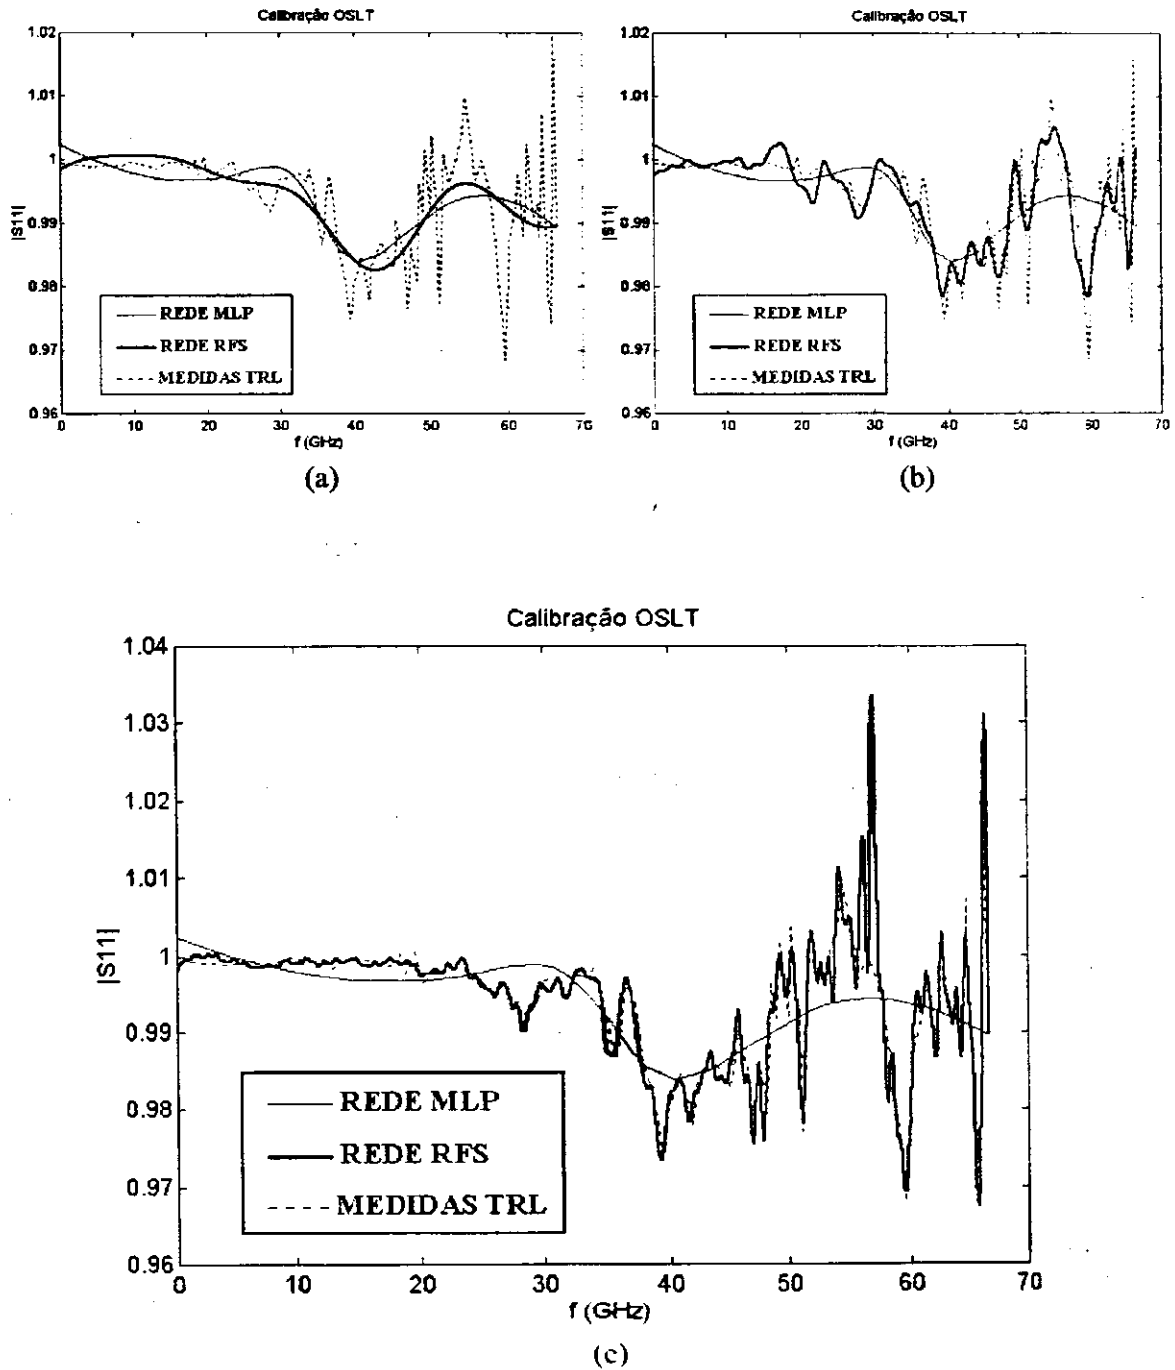 Calibração OSLT
1.02
1.01
1
0.99
0.98
0.97
0.96
|S11|
REDE MLP
REDE RFS
MEDIDAS TRL
0 10 20 30 40 50 60 70
f (GHz)
(a)
Calibração OSLT
1.02
1.01
1
0.99
0.98
0.97
0.96
|S11|
REDE MLP
REDE RFS
MEDIDAS TRL
0 10 20 30 40 50 60 70
f (GHz)
(b)
Calibração OSLT
1.04
1.03
1.02
1.01
1
0.99
0.98
0.97
0.96
|S11|
REDE MLP
REDE RFS
MEDIDAS TRL
0 10 20 30 40 50 60 70
f (GHz)
(c)